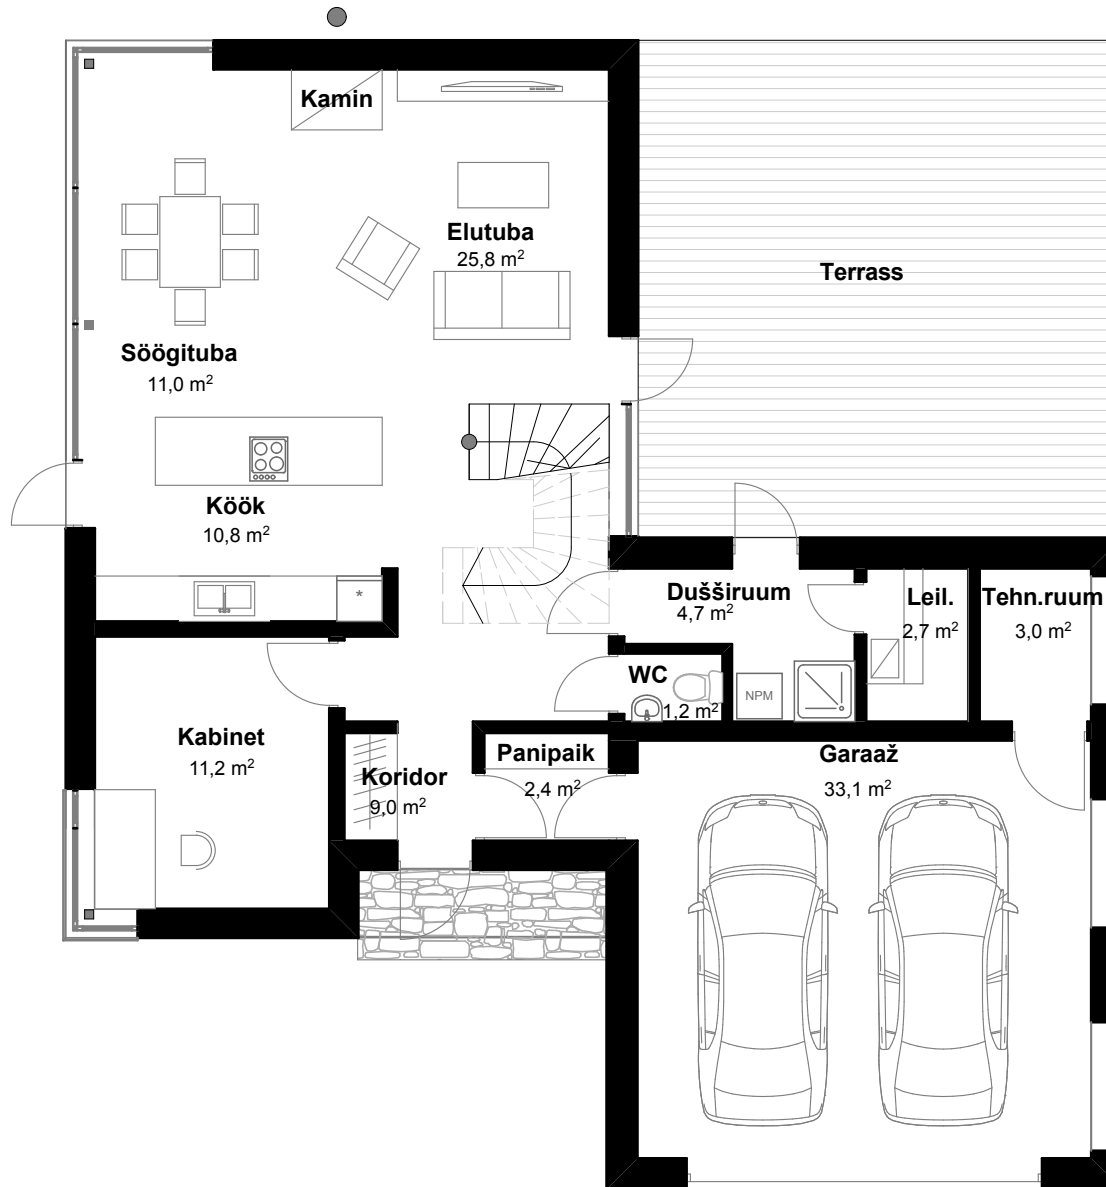 Kamin
Elutuba
25,8 m²
Terrass
Söögituba
11,0 m²
Köök
10,8 m²
*
Dušširuum
4,7 m²
Leil.
2,7 m²
Tehn.ruum
3,0 m²
WC
1,2 m²
NPM
Kabinet
11,2 m²
Koridor
9,0 m²
Panipaik
2,4 m²
Garaaž
33,1 m²